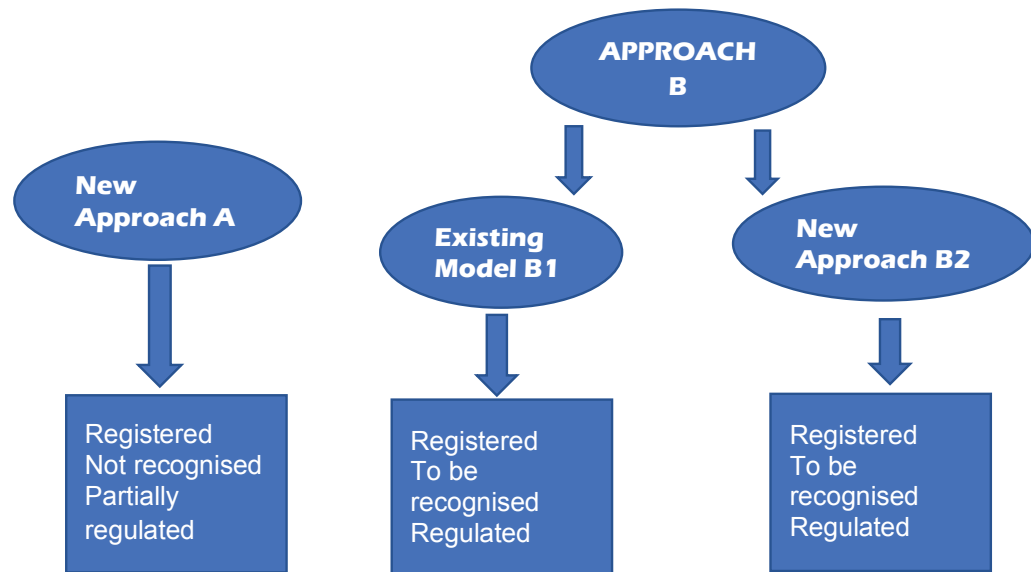 APPROACH
B
New
Approach A
Existing
Model B1
New
Approach B2
Registered
Not recognised
Partially
regulated
Registered
To be
recognised
Regulated
Registered
To be
recognised
Regulated